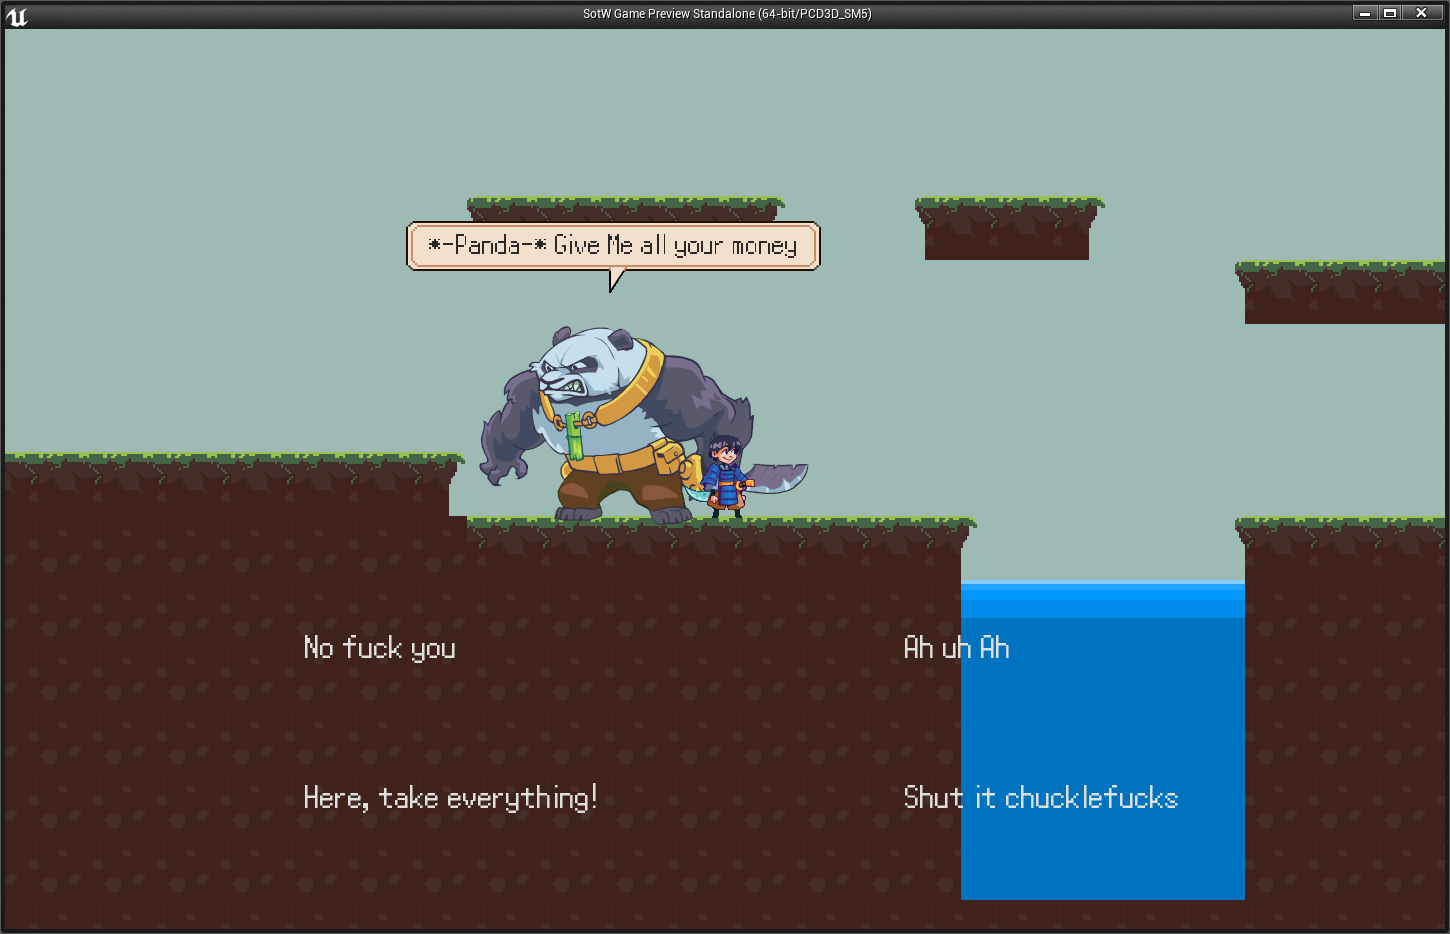 SotW Game Preview Standalone (64-bit/PCD3D_SM5)
*-Panda-* Give Me all your money
No fuck you
Ah uh Ah
Here, take everything!
Shut it chucklefucks